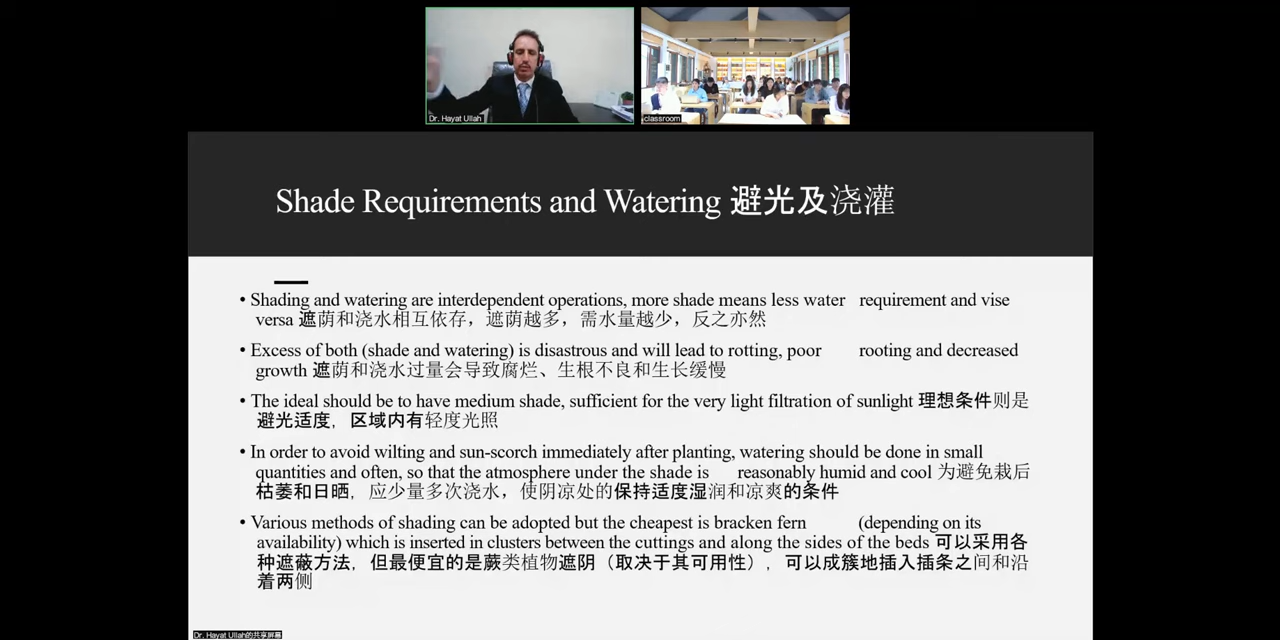 Dr. Hayat Ullah
classroom
Shade Requirements and Watering 避光及浇灌
• Shading and watering are interdependent operations, more shade means less water requirement and vise
versa 遮荫和浇水相互依存，遮荫越多，需水量越少，反之亦然
• Excess of both (shade and watering) is disastrous and will lead to rotting, poor rooting and decreased
growth 遮荫和浇水过量会导致腐烂、生根不良和生长缓慢
• The ideal should be to have medium shade, sufficient for the very light filtration of sunlight 理想条件则是
避光适度，区域内有轻度光照
• In order to avoid wilting and sun-scorch immediately after planting, watering should be done in small
quantities and often, so that the atmosphere under the shade is reasonably humid and cool 为避免栽后
枯萎和日晒，应少量多次浇水，使阴凉处的保持适度湿润和凉爽的条件
• Various methods of shading can be adopted but the cheapest is bracken fern (depending on its
availability) which is inserted in clusters between the cuttings and along the sides of the beds 可以采用各
种遮蔽方法，但最便宜的是蕨类植物遮阴（取决于其可用性），可以成簇地插入插条之间和沿
着两侧
Dr. Hayat Ullah的共享屏幕